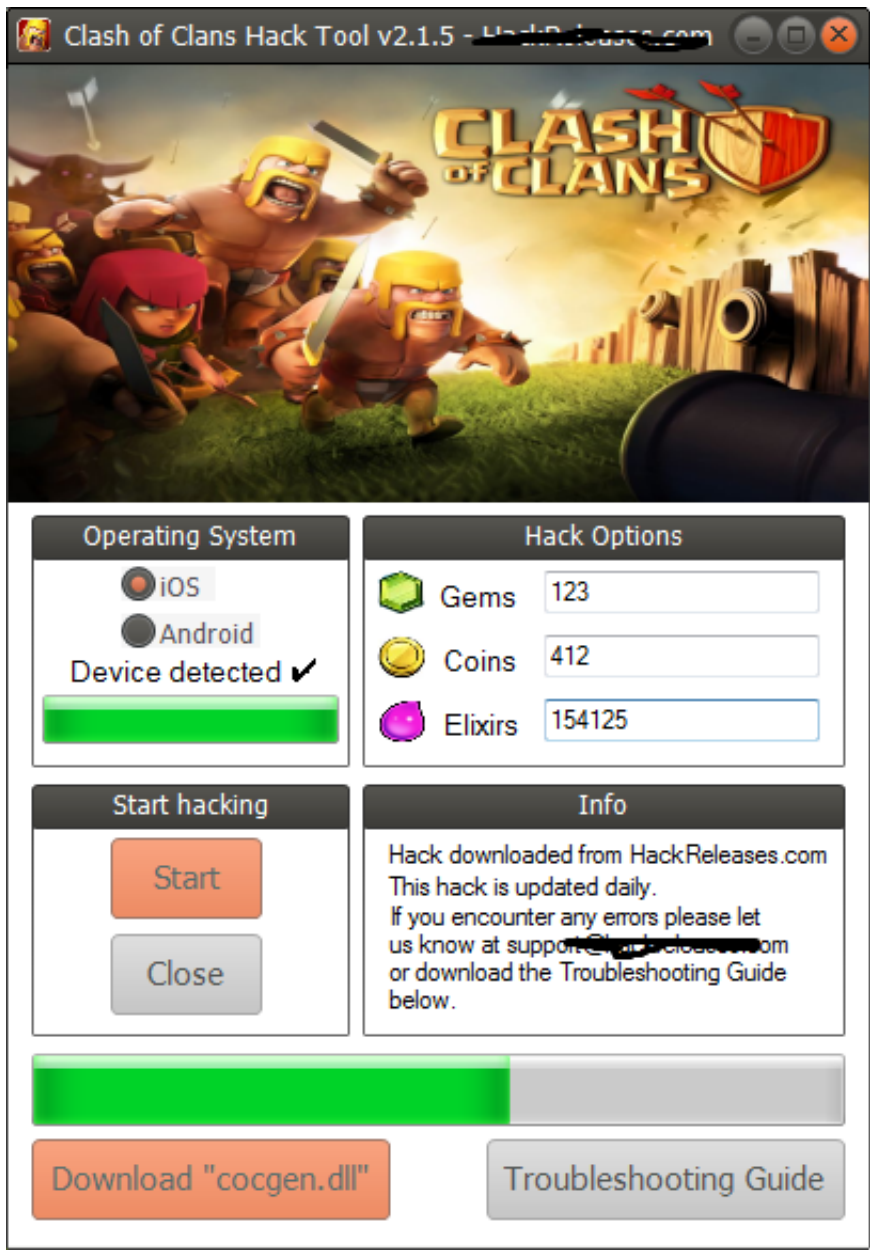 Clash of Clans Hack Tool v2.1.5 -
CLASH
OF CLANS
Operating System
iOS
Android
Device detected ✔
Hack Options
Gems 123
Coins 412
Elixirs 154125
Start hacking
Start
Close
Info
Hack downloaded from HackReleases.com
This hack is updated daily.
If you encounter any errors please let
us know at
or download the Troubleshooting Guide
below.
Download "cocgen.dll"
Troubleshooting Guide